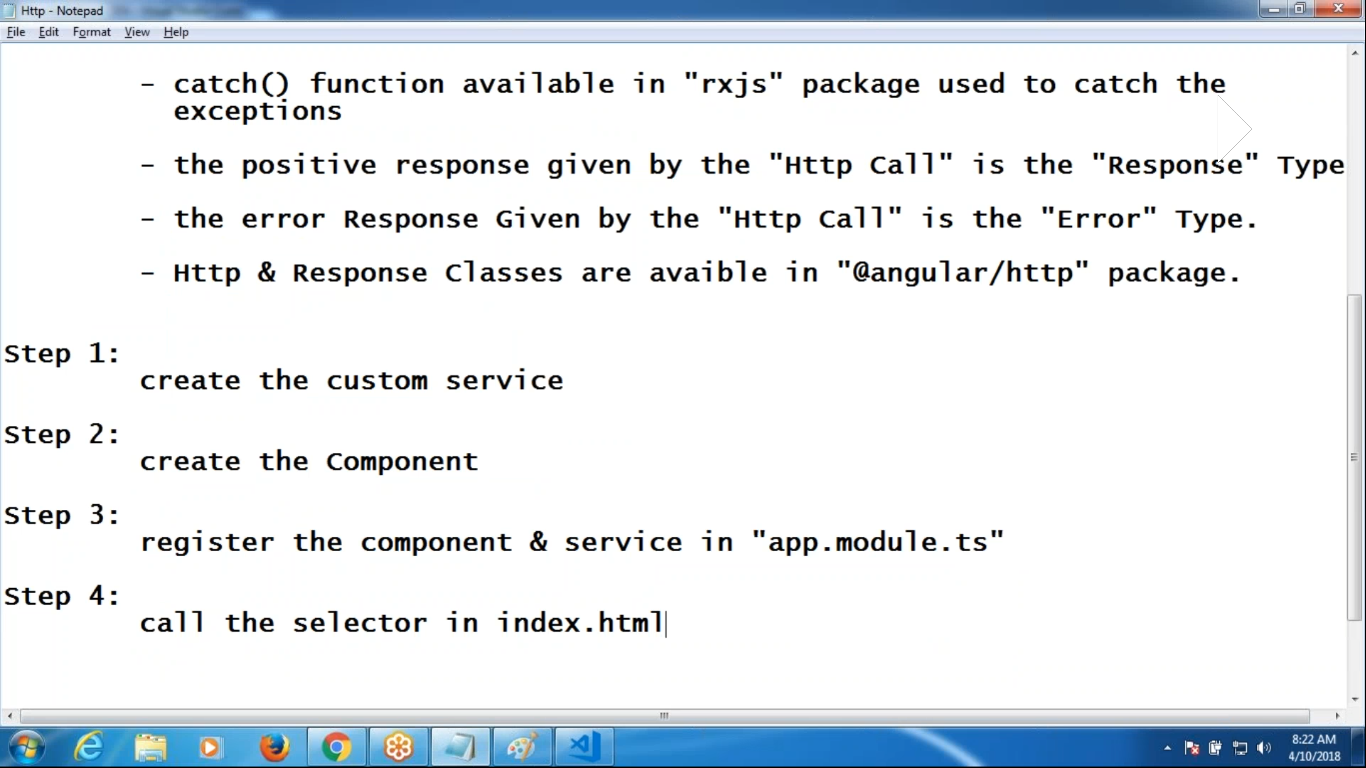 Http - Notepad
File Edit Format View Help
- catch() function available in "rxjs" package used to catch the
exceptions
- the positive response given by the "Http Call" is the "Response" Type
- the error Response Given by the "Http Call" is the "Error" Type.
- Http & Response Classes are avaible in "@angular/http" package.
Step 1:
create the custom service
Step 2:
create the Component
Step 3:
register the component & service in "app.module.ts"
Step 4:
call the selector in index.html
8:22 AM
4/10/2018